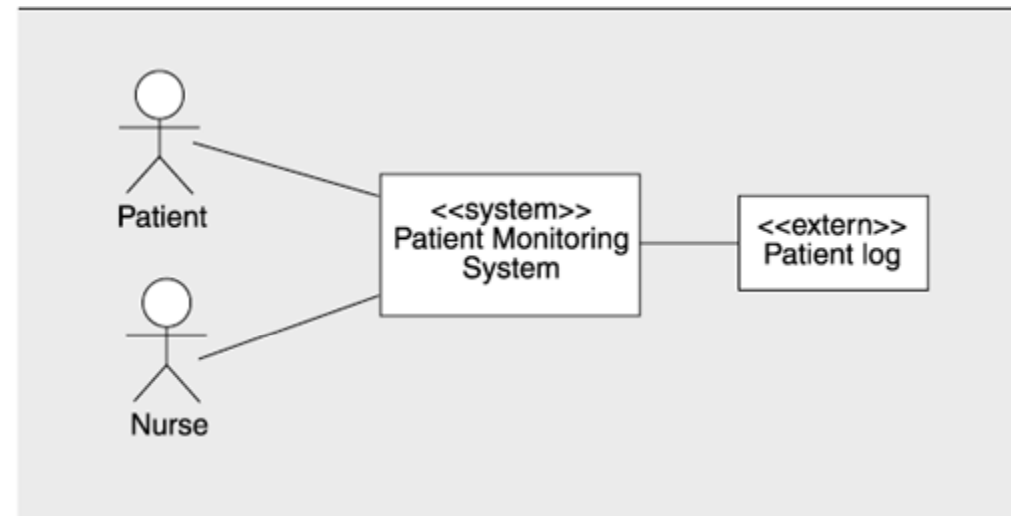 Patient
<<system>>
Patient Monitoring
System
<<extern>>
Patient log
Nurse